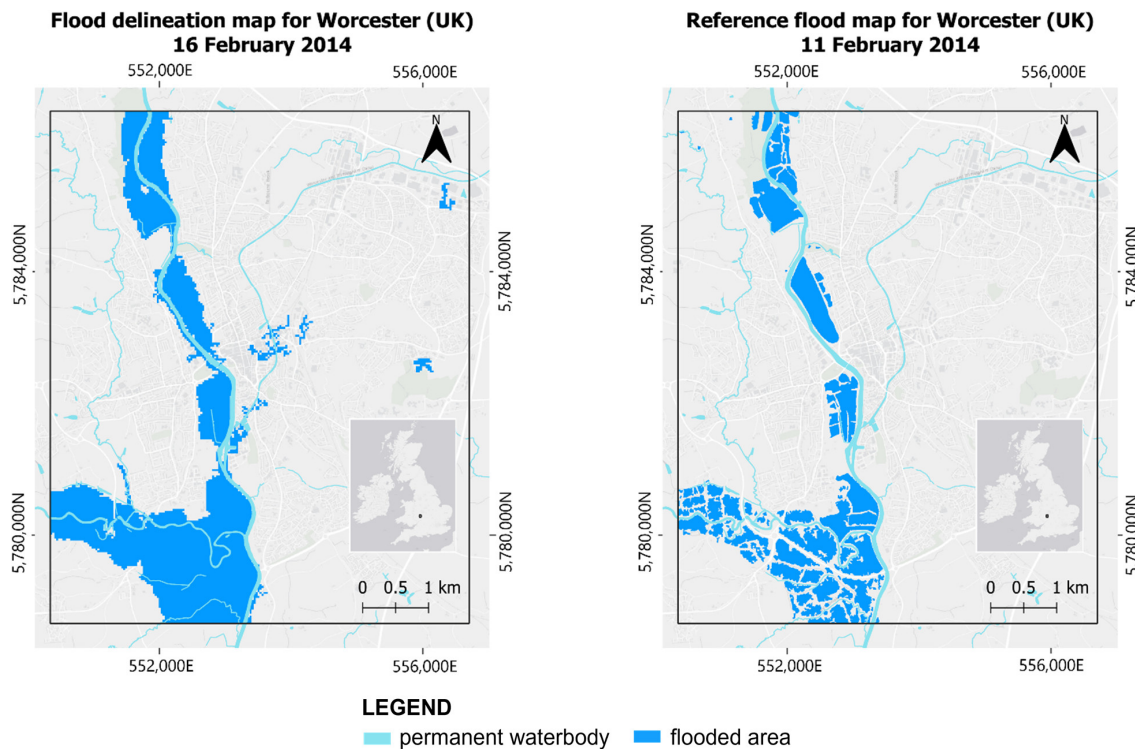 Flood delineation map for Worcester (UK)
16 February 2014
552,000E
556,000E
N
5,784,000N
5,784,000N
5,780,000N
5,780,000N
0 0.5 1 km
552,000E
556,000E
Reference flood map for Worcester (UK)
11 February 2014
552,000E
556,000E
N
5,784,000N
5,784,000N
5,780,000N
5,780,000N
0 0.5 1 km
552,000E
556,000E
LEGEND
permanent waterbody
flooded area